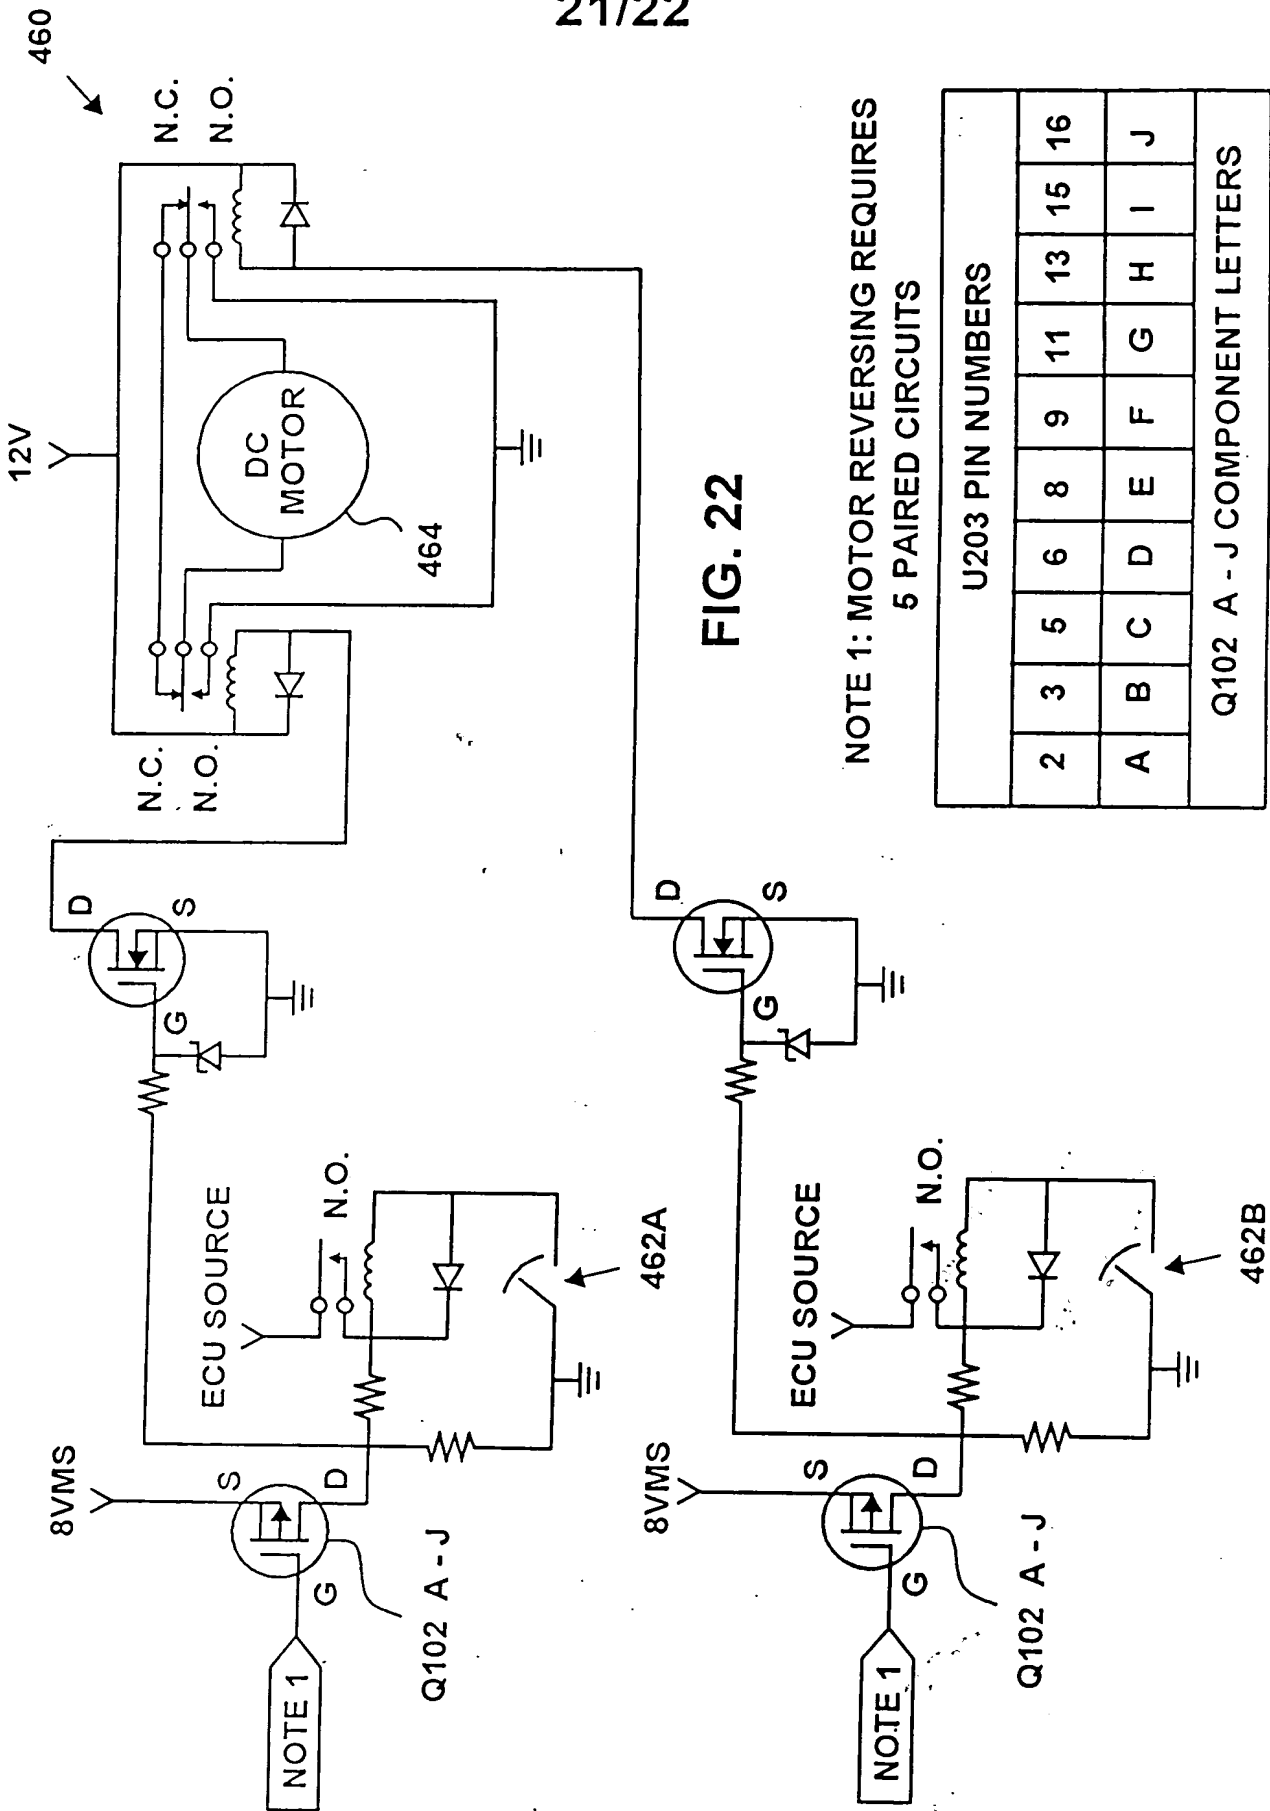 21/22
460
12V
N.C.
N.O.
N.C.
N.O.
DC
MOTOR
464
D
S
G
8VMS
ECU SOURCE
N.O.
S
D
G
NOTE 1
Q102 A - J
462A
D
S
G
8VMS
ECU SOURCE
N.O.
S
D
G
NOTE 1
Q102 A - J
462B
FIG. 22
NOTE 1: MOTOR REVERSING REQUIRES
5 PAIRED CIRCUITS
U203 PIN NUMBERS
2 3 5 6 8 9 11 13 15 16
A B C D E F G H I J
Q102 A - J COMPONENT LETTERS